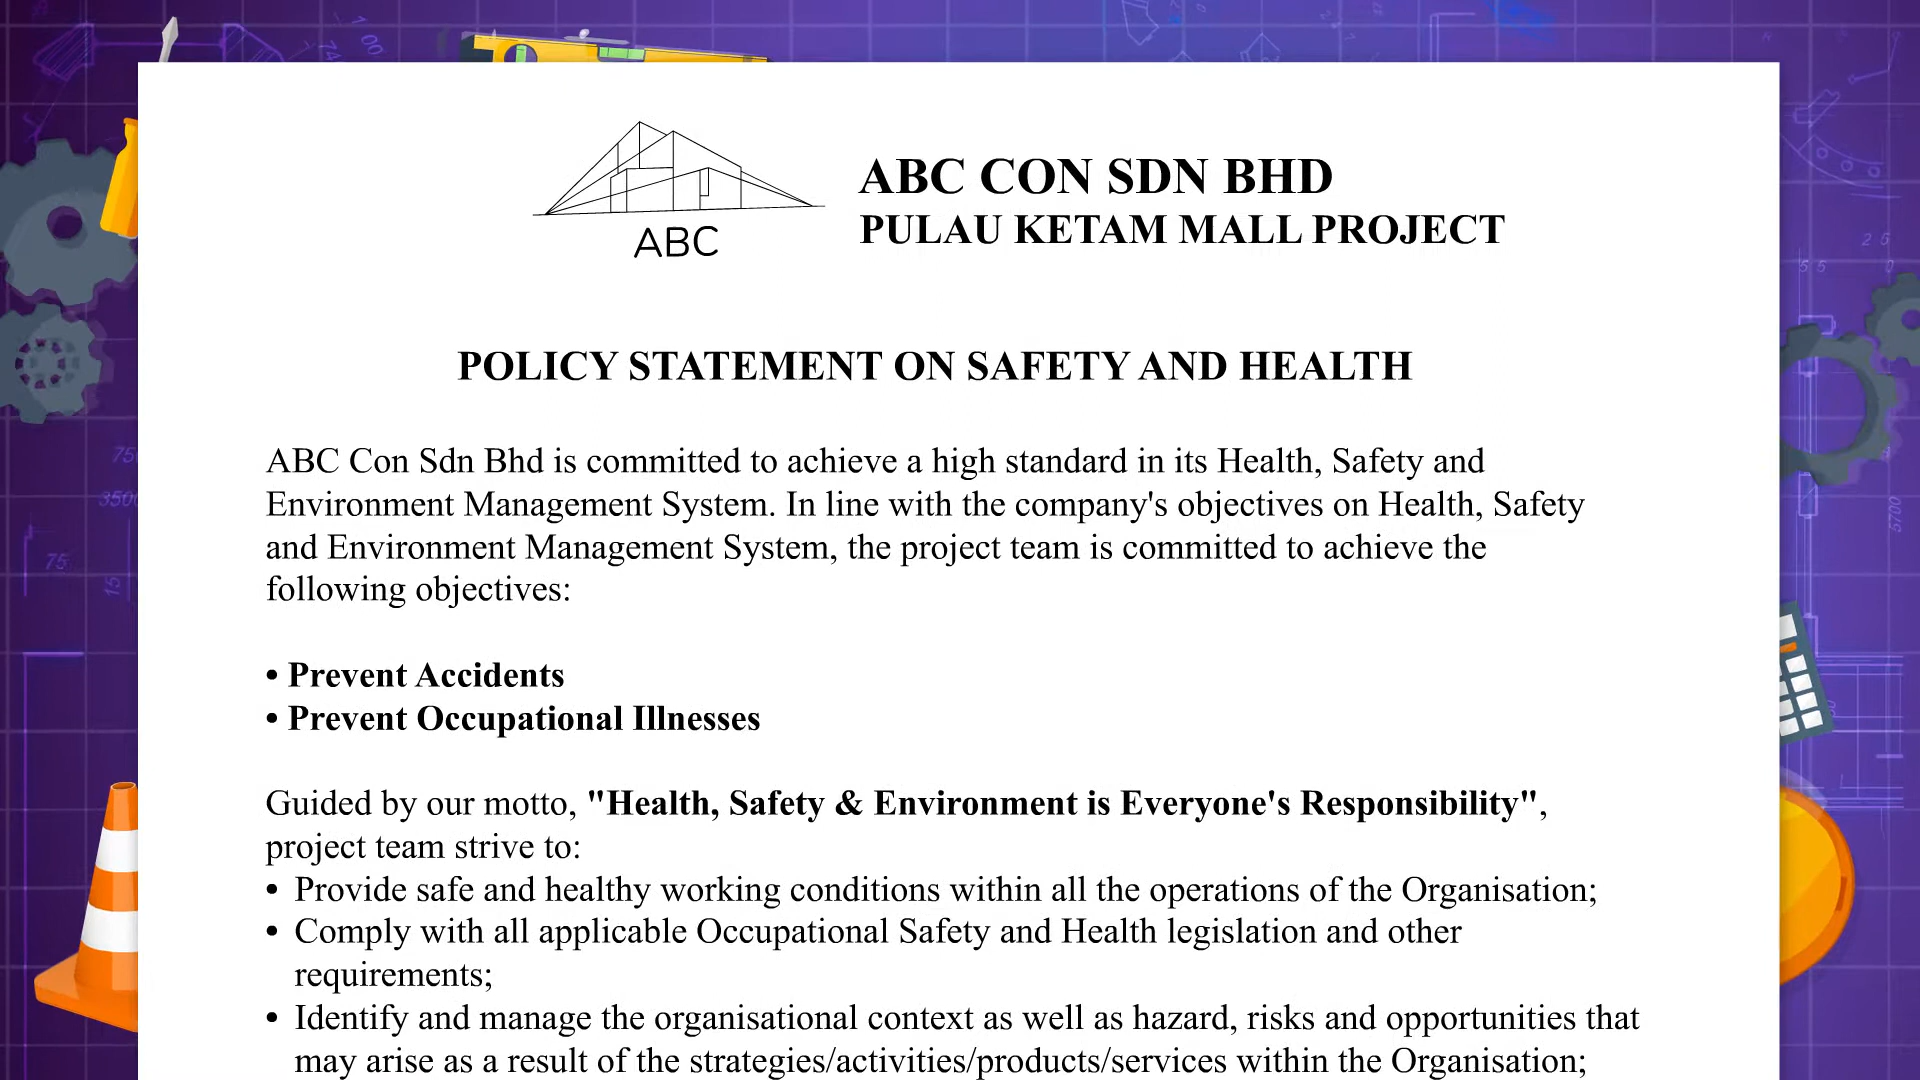 ABC
ABC CON SDN BHD
PULAU KETAM MALL PROJECT
POLICY STATEMENT ON SAFETY AND HEALTH
ABC Con Sdn Bhd is committed to achieve a high standard in its Health, Safety and
Environment Management System. In line with the company's objectives on Health, Safety
and Environment Management System, the project team is committed to achieve the
following objectives:
• Prevent Accidents
• Prevent Occupational Illnesses
Guided by our motto, "Health, Safety & Environment is Everyone's Responsibility",
project team strive to:
• Provide safe and healthy working conditions within all the operations of the Organisation;
• Comply with all applicable Occupational Safety and Health legislation and other
requirements;
• Identify and manage the organisational context as well as hazard, risks and opportunities that
may arise as a result of the strategies/activities/products/services within the Organisation;
75
3500
75
15
5700